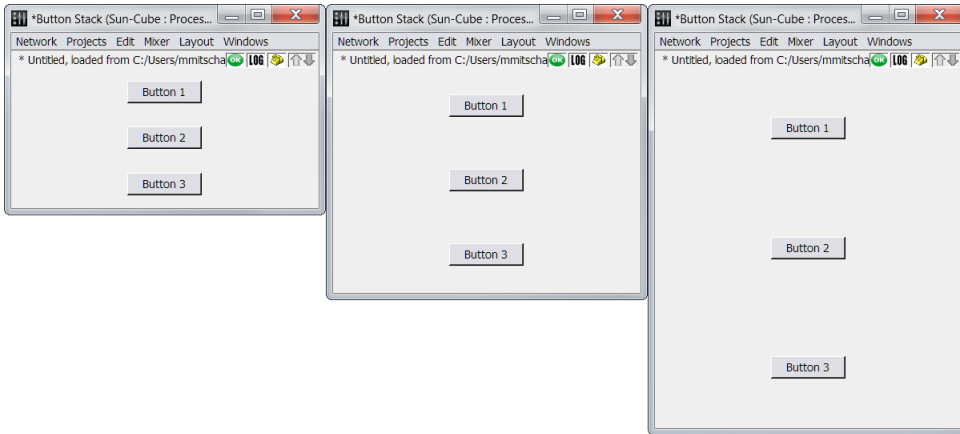 *Button Stack (Sun-Cube : Proces...
Network Projects Edit Mixer Layout Windows
* Untitled, loaded from C:/Users/mmitscha OK LOG
Button 1
Button 2
Button 3
*Button Stack (Sun-Cube : Proces...
Network Projects Edit Mixer Layout Windows
* Untitled, loaded from C:/Users/mmitscha OK LOG
Button 1
Button 2
Button 3
*Button Stack (Sun-Cube : Proces...
Network Projects Edit Mixer Layout Windows
* Untitled, loaded from C:/Users/mmitscha OK LOG
Button 1
Button 2
Button 3